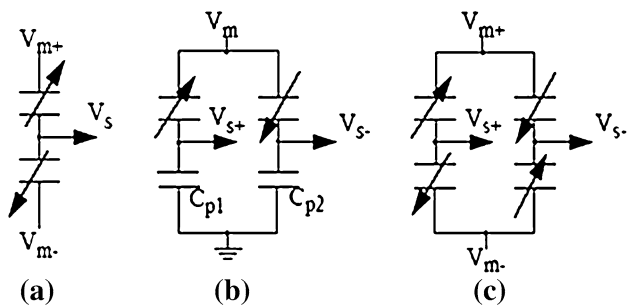 Vm+
Vs
Vm-
(a)
Vm
Vs+
Vs-
Cp1
Cp2
(b)
Vm+
Vs+
Vs-
Vm-
(c)